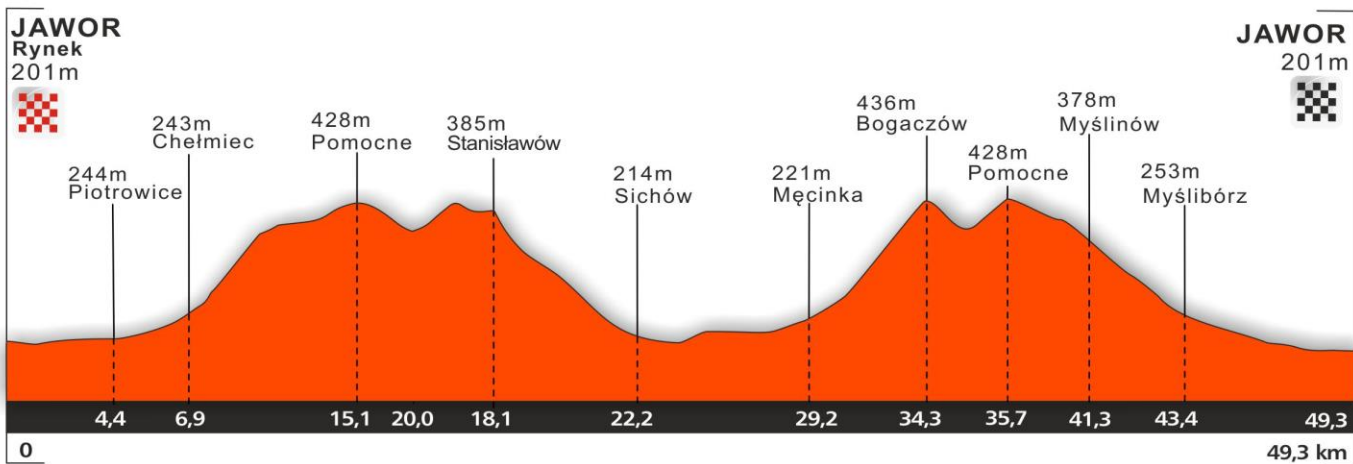 JAWOR
Rynek
201m
244m
Piotrowice
243m
Chełmiec
428m
Pomocne
385m
Stanisławów
214m
Sichów
221m
Męcinka
436m
Bogaczów
428m
Pomocne
378m
Myślinów
253m
Myślibórz
JAWOR
201m
4,4 6,9 15,1 20,0 18,1 22,2 29,2 34,3 35,7 41,3 43,4 49,3
0 49,3 km